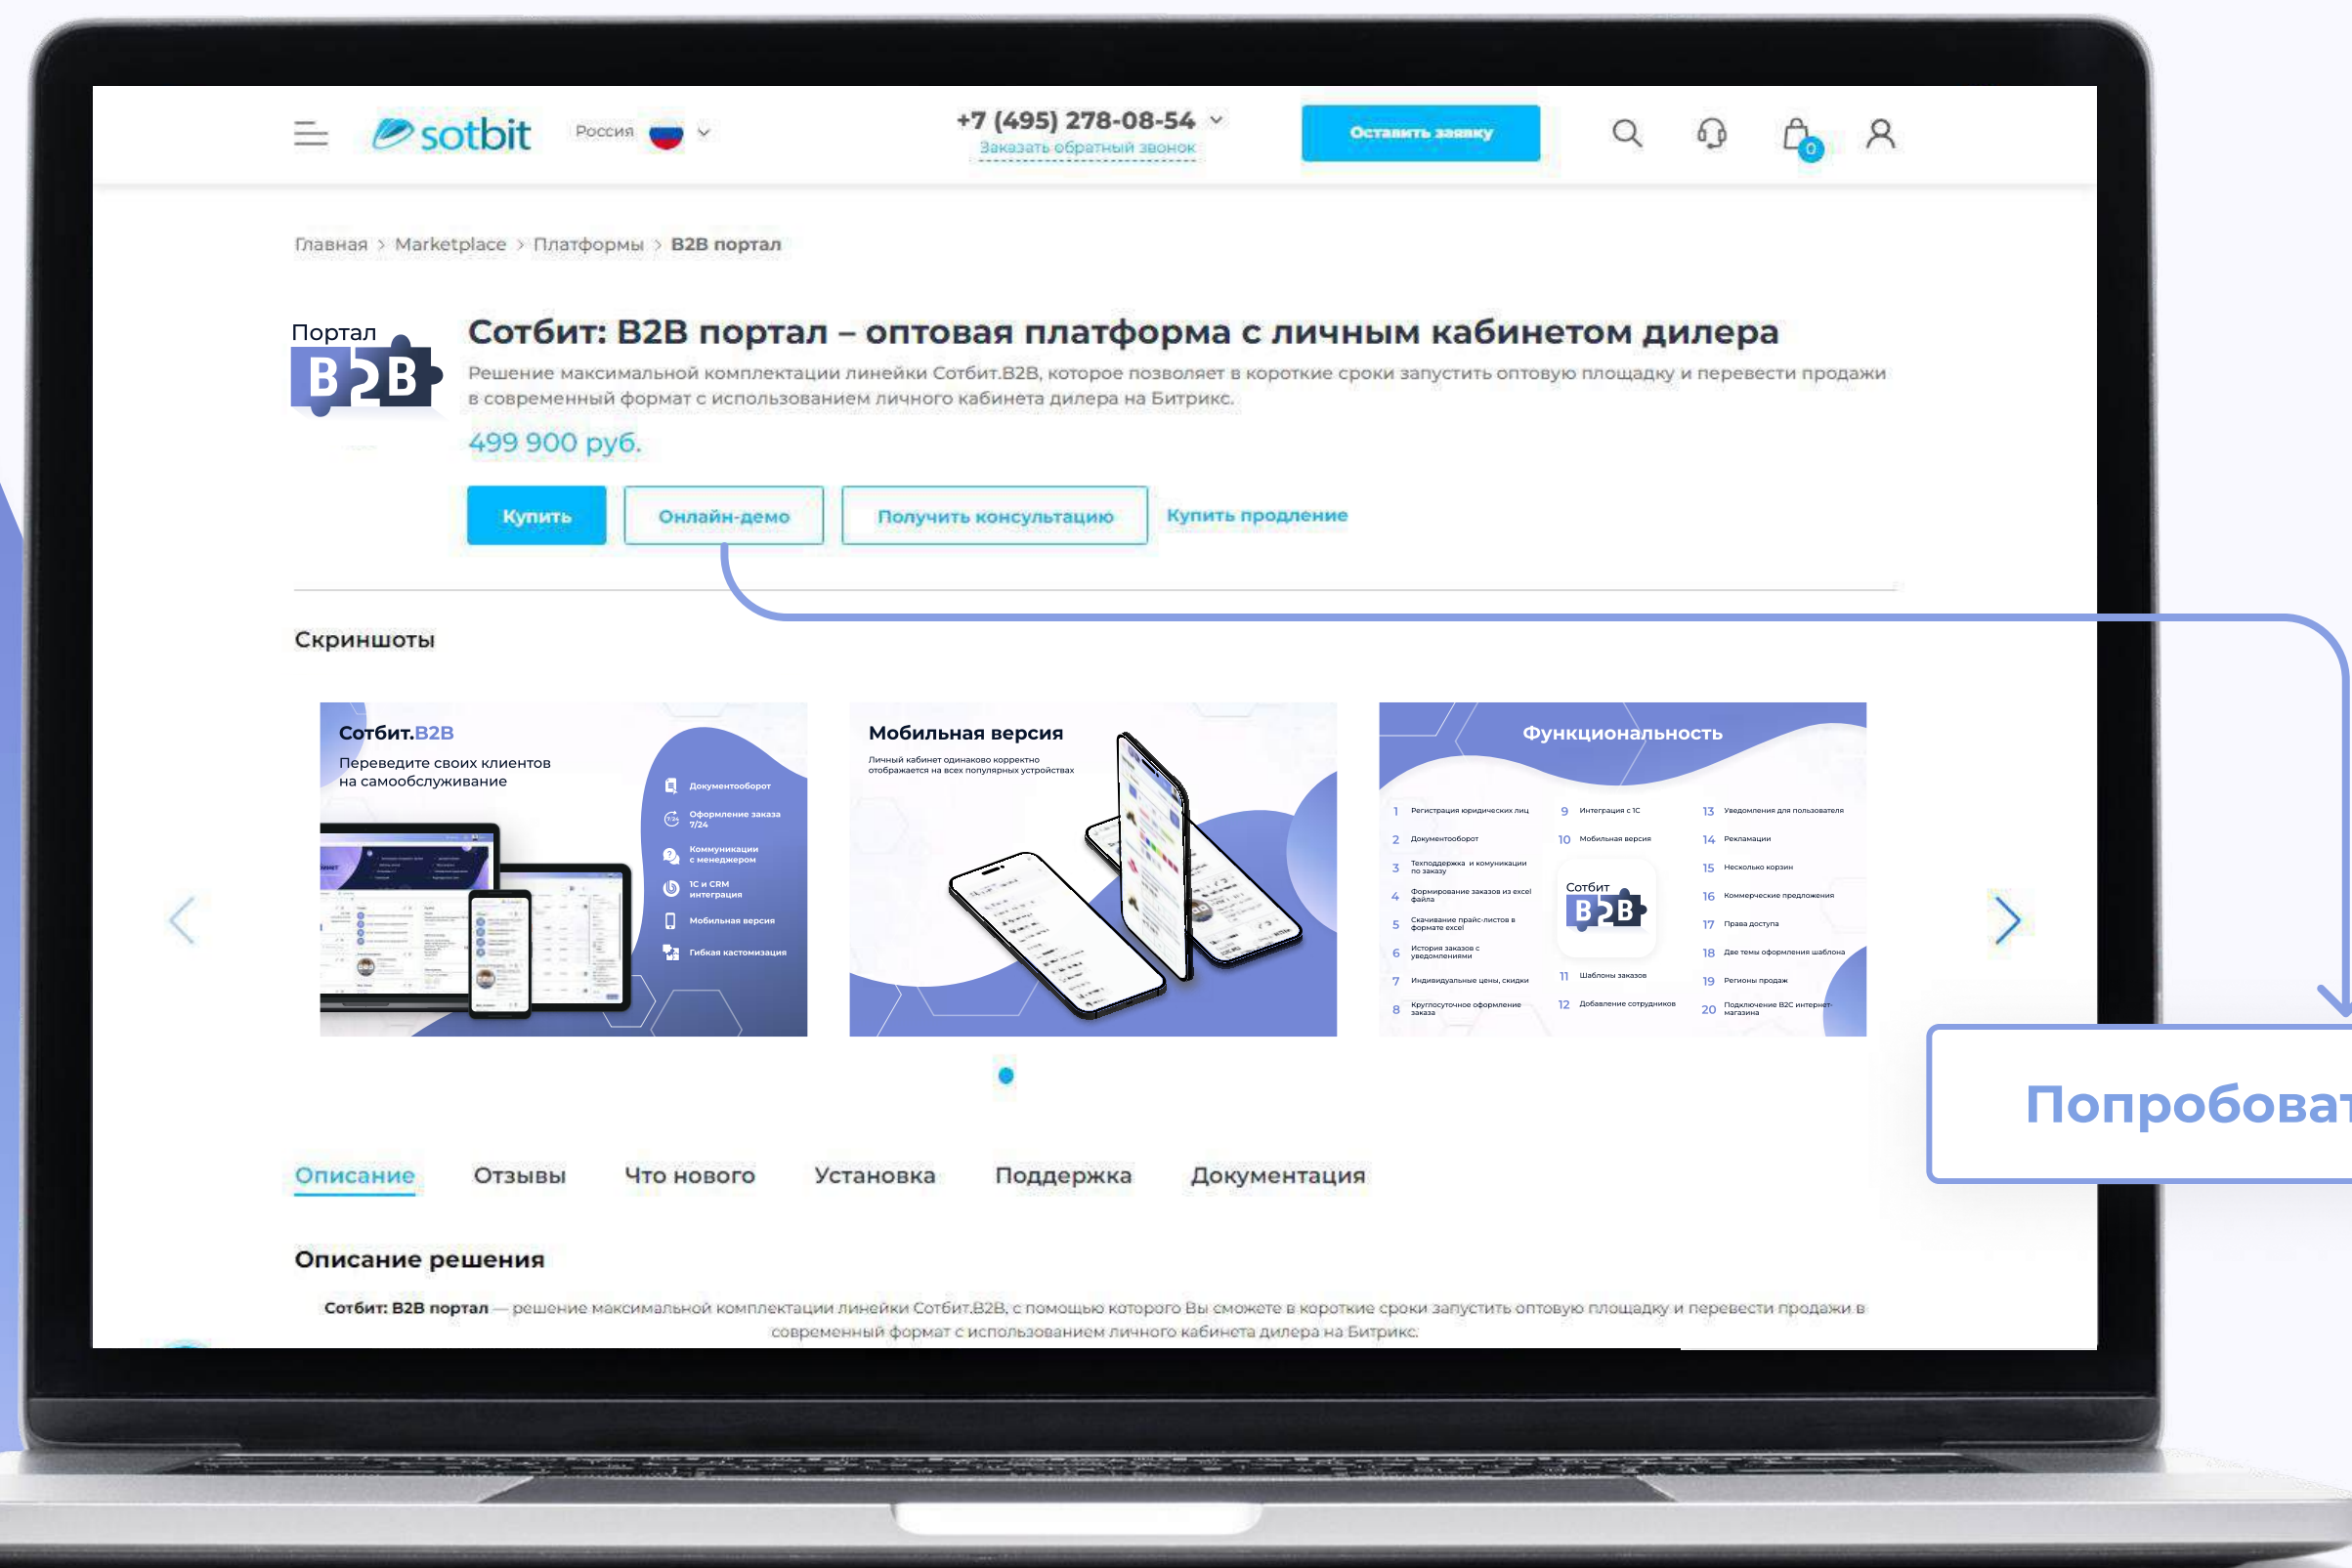 sotbit
Россия
+7 (495) 278-08-54
Заказать обратный звонок
Оставить заявку
0
Главная > Marketplace > Платформы > B2B портал
Портал
B2B
Сотбит: B2B портал – оптовая платформа с личным кабинетом дилера
Решение максимальной комплектации линейки Сотбит.B2B, которое позволяет в короткие сроки запустить оптовую площадку и перевести продажи
в современный формат с использованием личного кабинета дилера на Битрикс.
499 900 руб.
Купить
Онлайн-демо
Получить консультацию
Купить продление
Скриншоты
Сотбит.B2B
Переведите своих клиентов
на самообслуживание
Документооборот
7/24
Оформление заказа
7/24
Коммуникации
с менеджером
1С и CRM
интеграция
Мобильная версия
Гибкая кастомизация
Мобильная версия
Личный кабинет одинаково корректно
отображается на всех популярных устройствах
Функциональность
1 Регистрация юридических лиц
2 Документооборот
3 Техподдержка и комуникации
по заказу
4 Формирование заказов из excel
файла
5 Скачивание прайс-листов в
формате excel
6 История заказов с
уведомлениями
7 Индивидуальные цены, скидки
8 Круглосуточное оформление
заказа
9 Интеграция с 1С
10 Мобильная версия
Сотбит
B2B
11 Шаблоны заказов
12 Добавление сотрудников
13 Уведомления для пользователя
14 Рекламации
15 Несколько корзин
16 Коммерческие предложения
17 Права доступа
18 Две темы оформления шаблона
19 Регионы продаж
20 Подключение B2C интернет-
магазина
Попробоват
Описание
Отзывы
Что нового
Установка
Поддержка
Документация
Описание решения
Сотбит: B2B портал — решение максимальной комплектации линейки Сотбит.B2B, с помощью которого Вы сможете в короткие сроки запустить оптовую площадку и перевести продажи в
современный формат с использованием личного кабинета дилера на Битрикс.